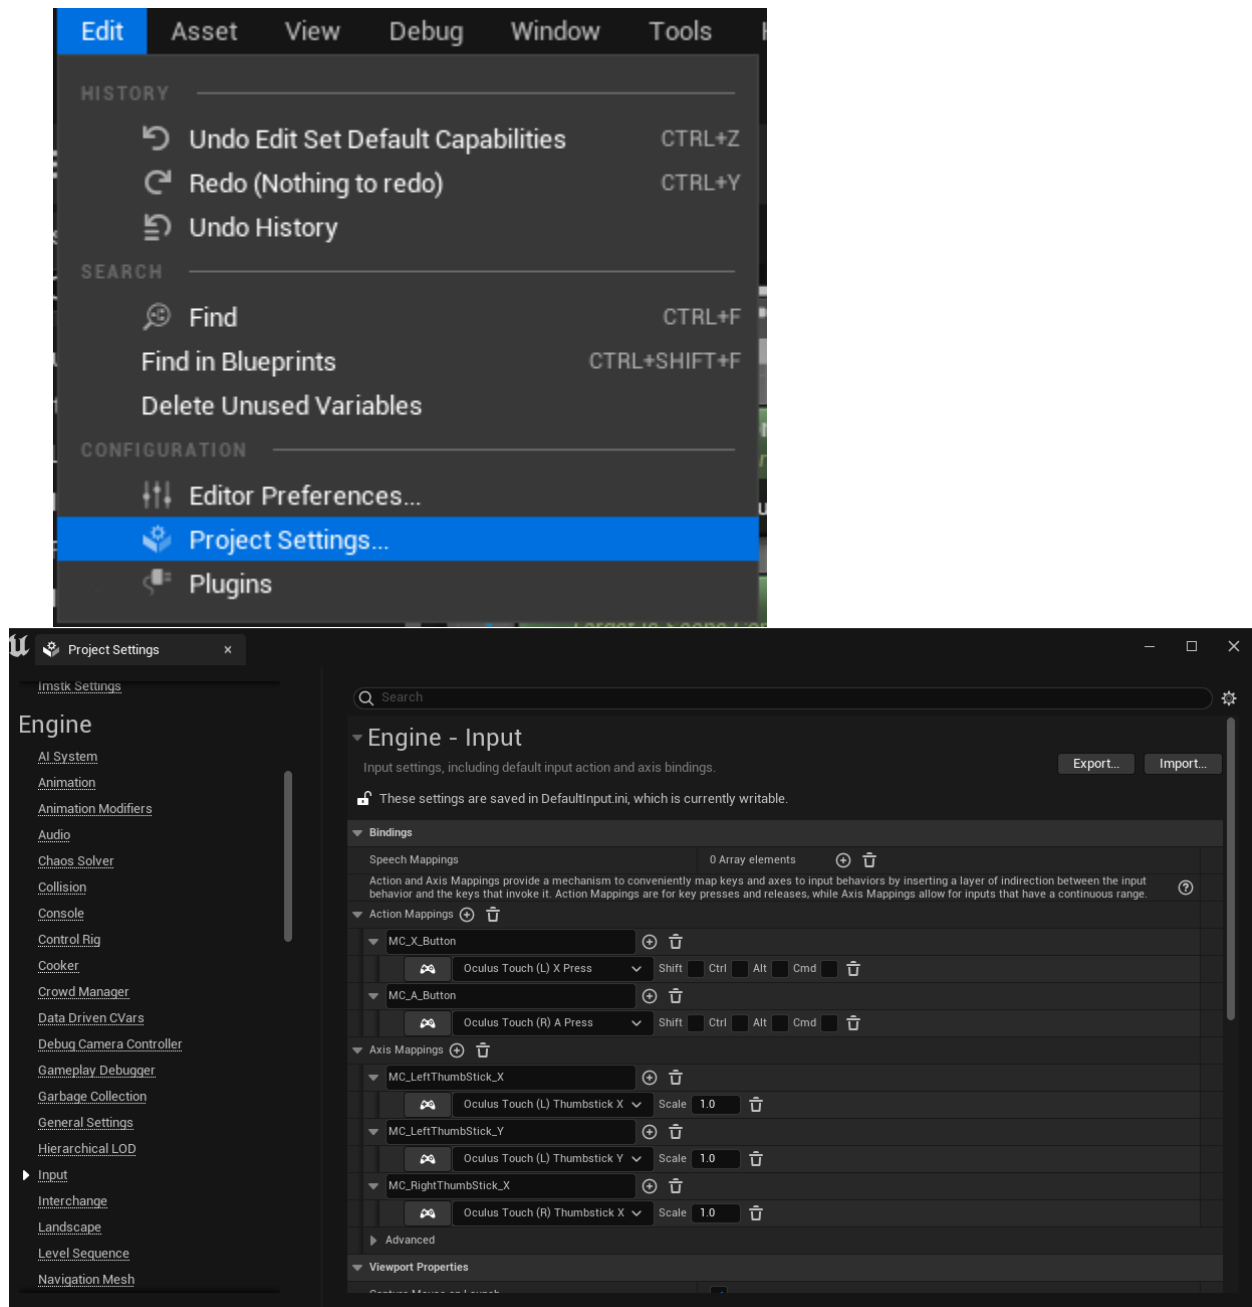 Edit Asset View Debug Window Tools
HISTORY
Undo Edit Set Default Capabilities CTRL+Z
Redo (Nothing to redo) CTRL+Y
Undo History
SEARCH
Find CTRL+F
Find in Blueprints CTRL+SHIFT+F
Delete Unused Variables
CONFIGURATION
Editor Preferences...
Project Settings...
Plugins
Project Settings
Imstk Settings
Engine
AI System
Animation
Animation Modifiers
Audio
Chaos Solver
Collision
Console
Control Rig
Cooker
Crowd Manager
Data Driven CVars
Debug Camera Controller
Gameplay Debugger
Garbage Collection
General Settings
Hierarchical LOD
Input
Interchange
Landscape
Level Sequence
Navigation Mesh
Search
Engine - Input
Input settings, including default input action and axis bindings.
Export... Import...
These settings are saved in DefaultInput.ini, which is currently writable.
Bindings
Speech Mappings 0 Array elements
Action and Axis Mappings provide a mechanism to conveniently map keys and axes to input behaviors by inserting a layer of indirection between the input
behavior and the keys that invoke it. Action Mappings are for key presses and releases, while Axis Mappings allow for inputs that have a continuous range.
Action Mappings
MC_X_Button
Oculus Touch (L) X Press Shift Ctrl Alt Cmd
MC_A_Button
Oculus Touch (R) A Press Shift Ctrl Alt Cmd
Axis Mappings
MC_LeftThumbStick_X
Oculus Touch (L) Thumbstick X Scale 1.0
MC_LeftThumbStick_Y
Oculus Touch (L) Thumbstick Y Scale 1.0
MC_RightThumbStick_X
Oculus Touch (R) Thumbstick X Scale 1.0
Advanced
Viewport Properties
Capture Mouse on Launch